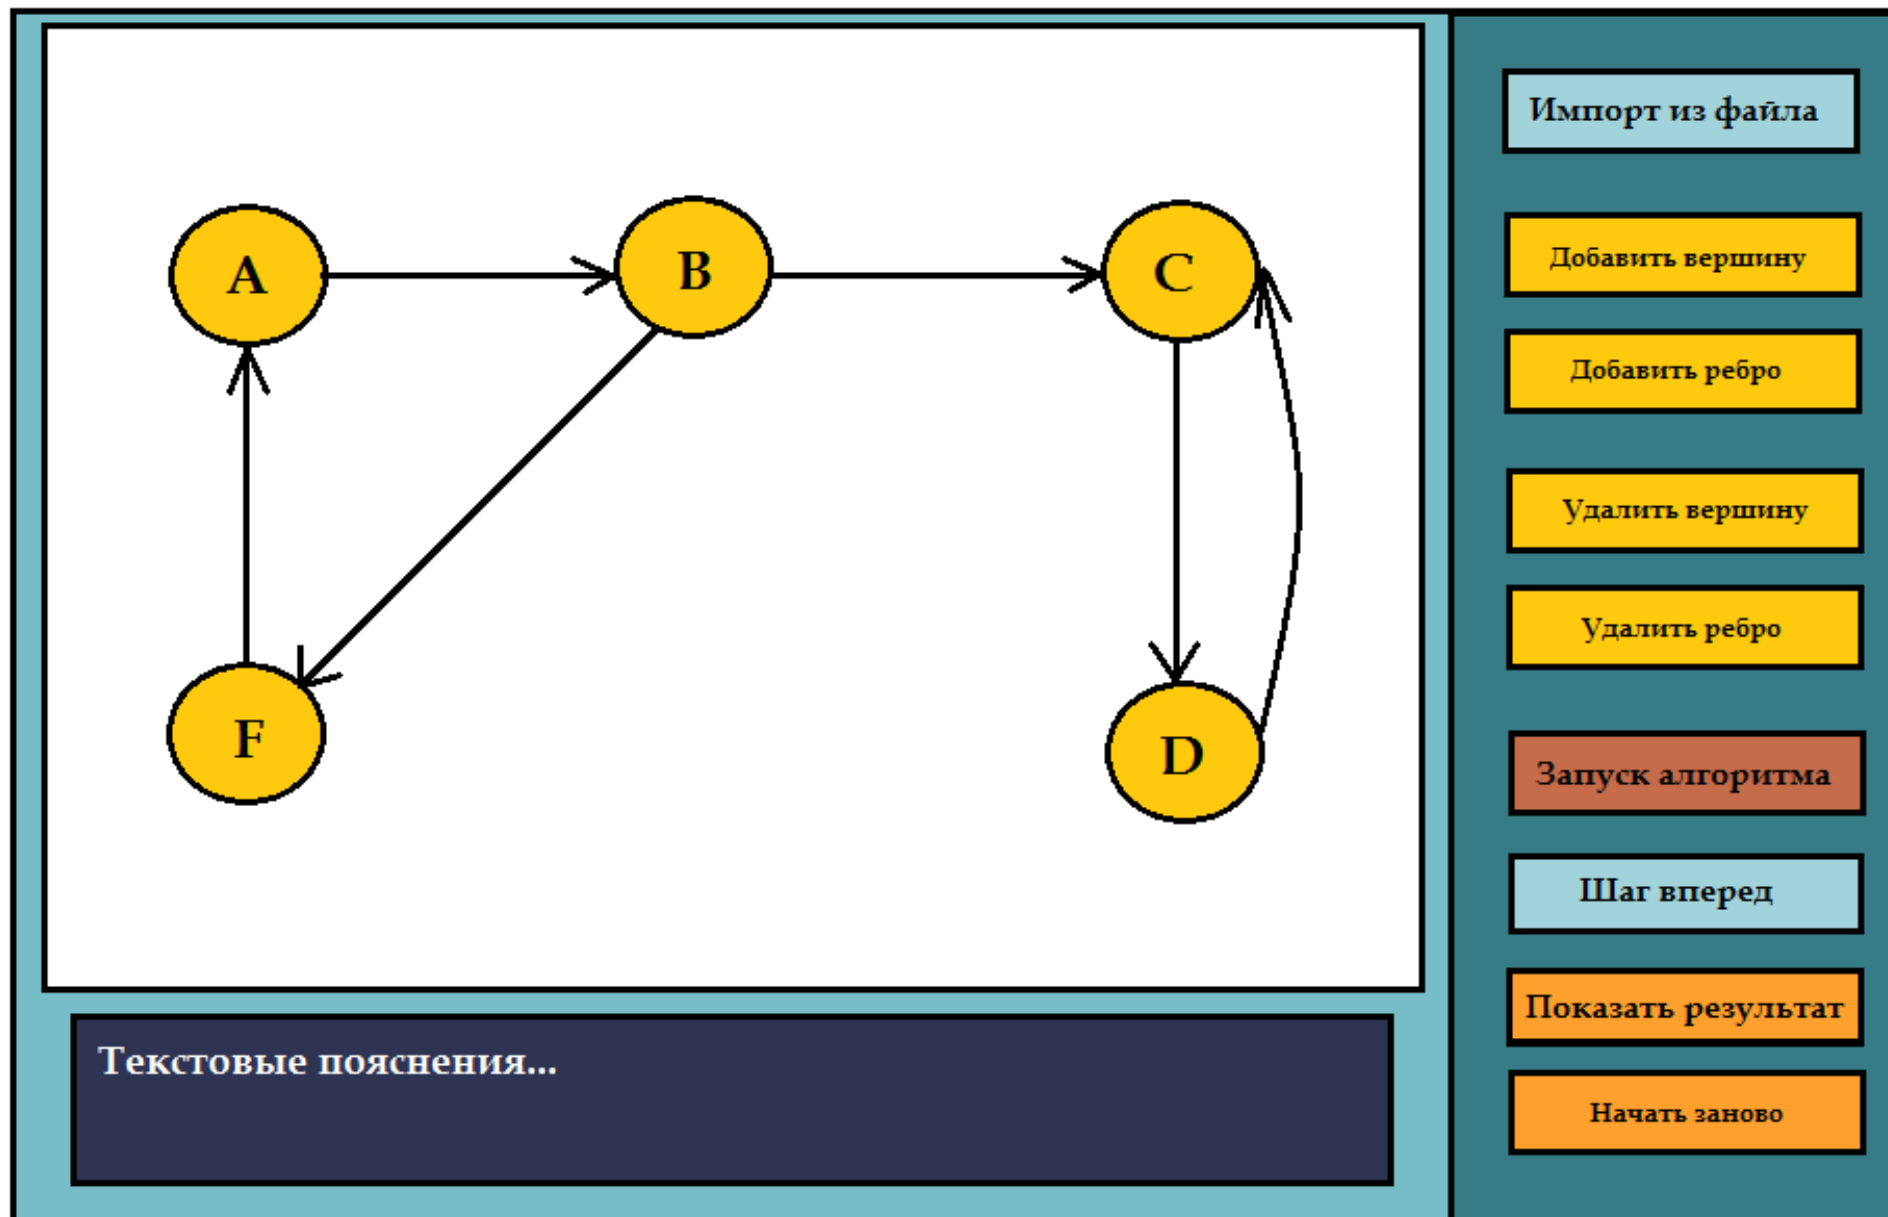 A
B
C
F
D
Текстовые пояснения...
Импорт из файла
Добавить вершину
Добавить ребро
Удалить вершину
Удалить ребро
Запуск алгоритма
Шаг вперед
Показать результат
Начать заново